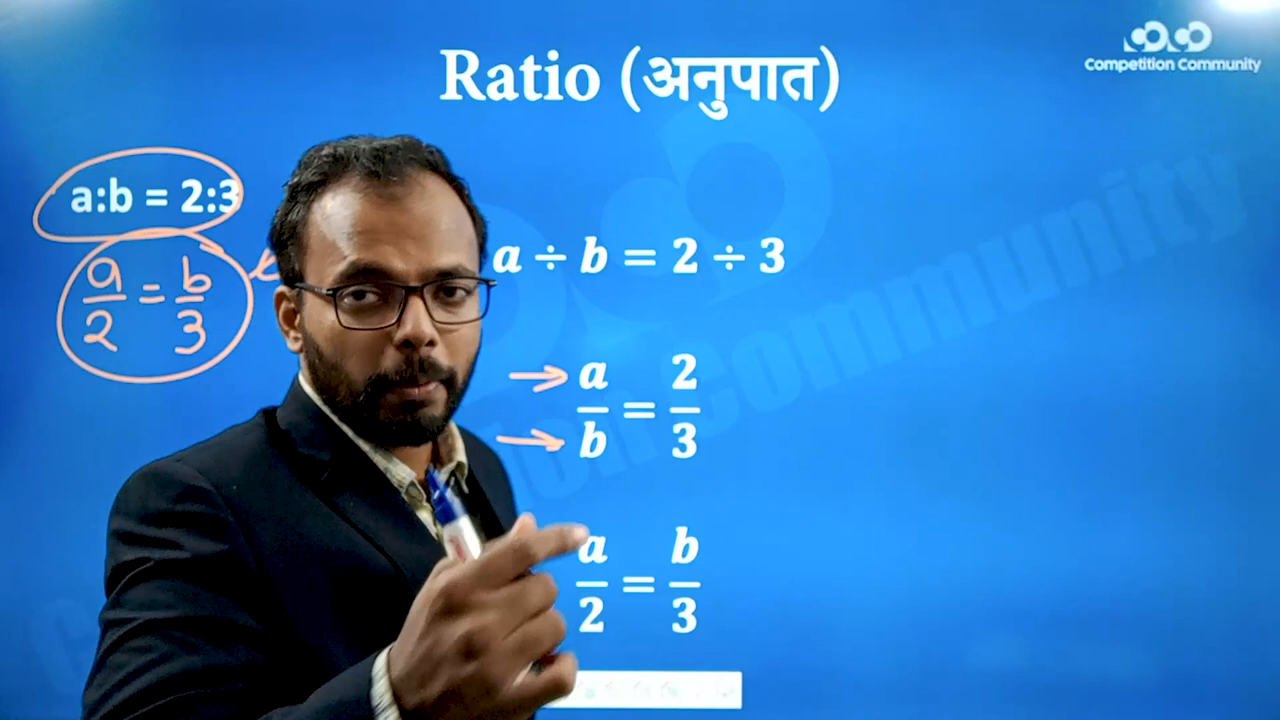 Ratio (अनुपात)
Competition Community
a:b = 2:3
a/2 = b/3
a ÷ b = 2 ÷ 3
a/b = 2/3
a/2 = b/3